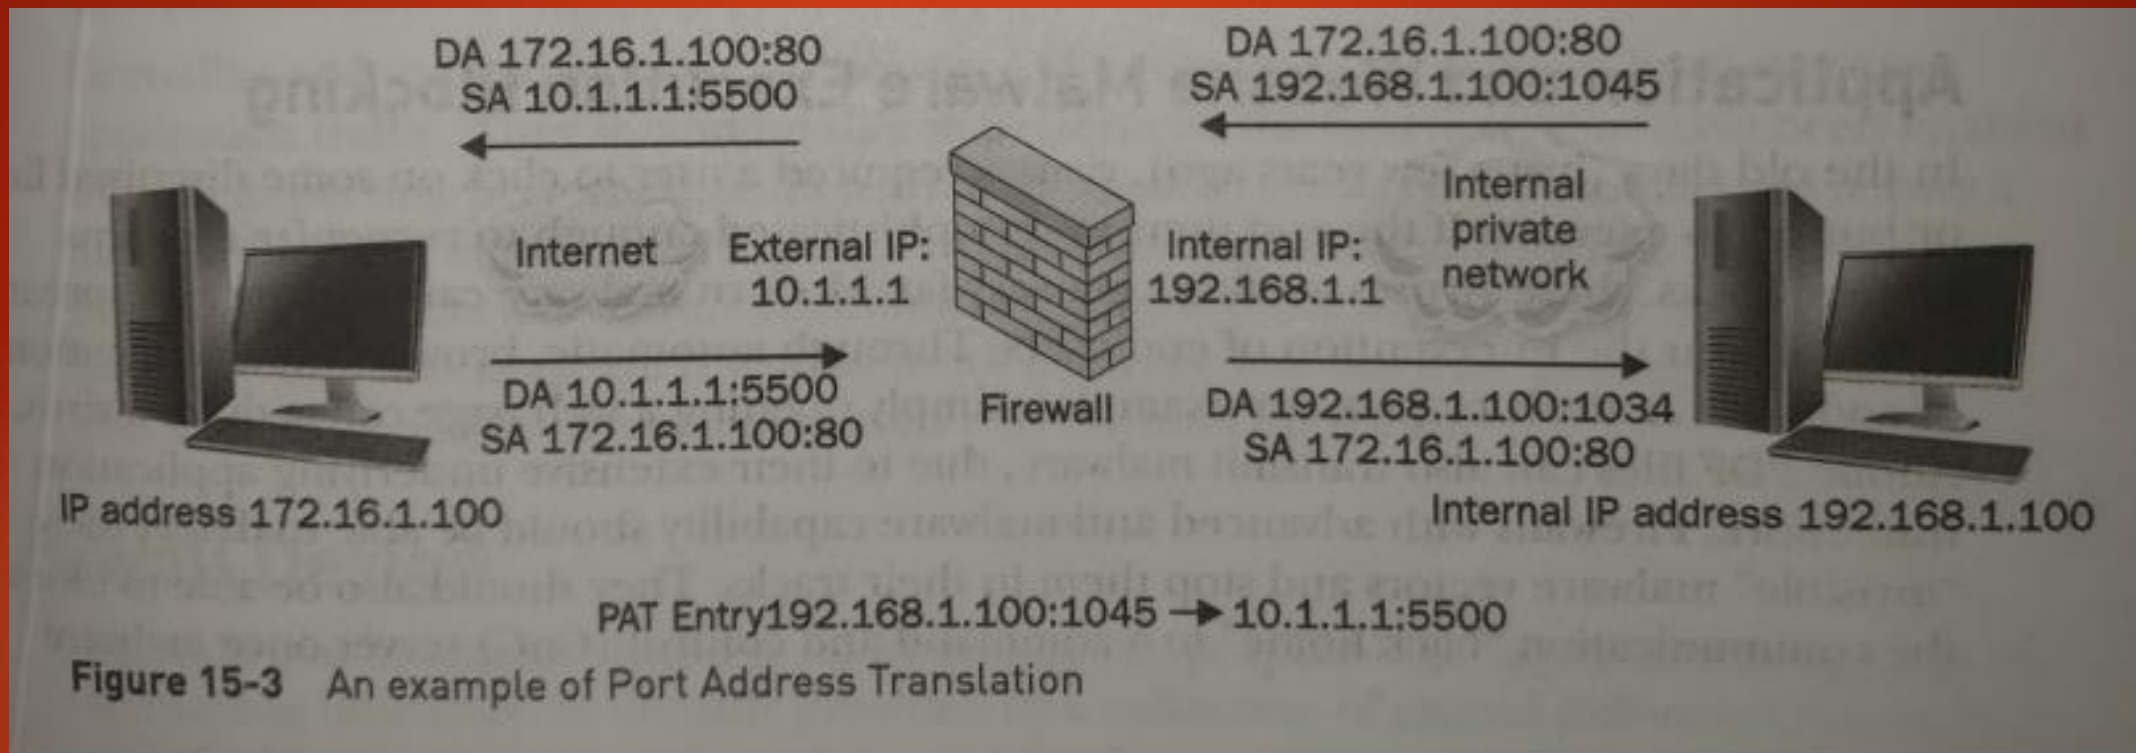 DA 172.16.1.100:80
SA 10.1.1.1:5500
DA 172.16.1.100:80
SA 192.168.1.100:1045
Internet
External IP:
10.1.1.1
Internal IP:
192.168.1.1
Internal
private
network
DA 10.1.1.1:5500
SA 172.16.1.100:80
Firewall
DA 192.168.1.100:1034
SA 172.16.1.100:80
IP address 172.16.1.100
Internal IP address 192.168.1.100
PAT Entry192.168.1.100:1045 → 10.1.1.1:5500
Figure 15-3 An example of Port Address Translation